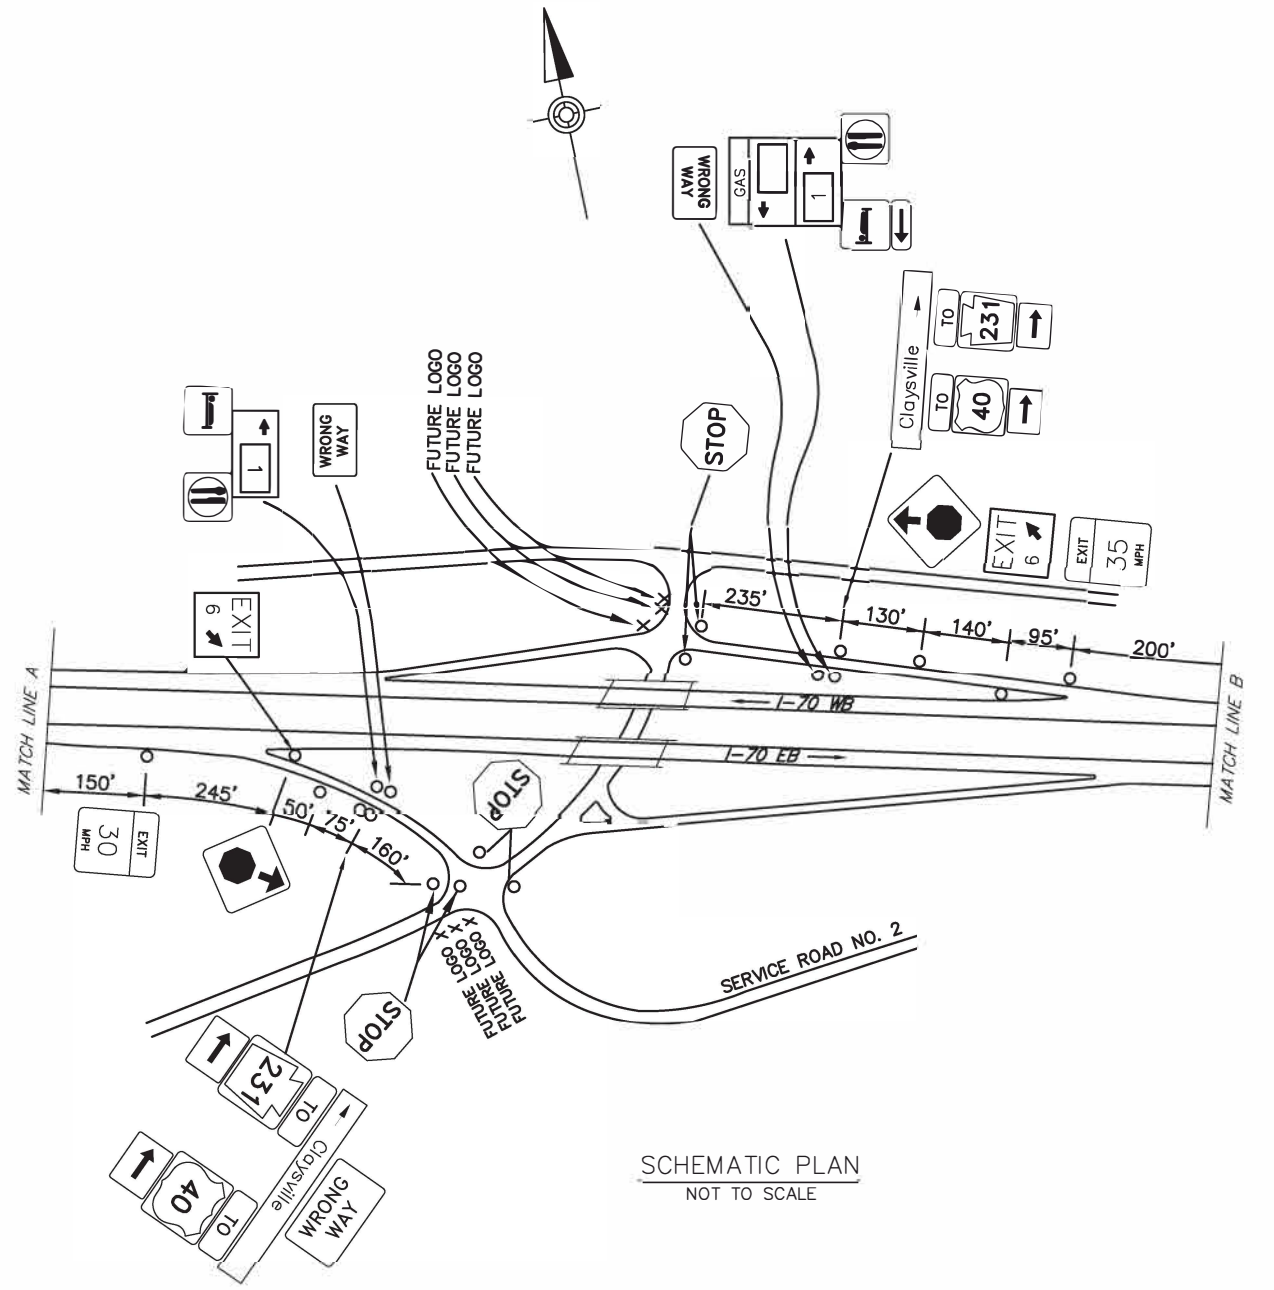 WRONG
WAY
GAS
1
Claysville
TO
231
TO
40
FUTURE LOGO
FUTURE LOGO
FUTURE LOGO
WRONG
WAY
1
STOP
EXIT
6
EXIT
35
MPH
EXIT
6
235'
130'
140'
95'
200'
MATCH LINE A
MATCH LINE B
I-70 WB
I-70 EB
150'
245'
50'
75'
160'
EXIT
30
MPH
STOP
SERVICE ROAD NO. 2
FUTURE LOGO
FUTURE LOGO
FUTURE LOGO
STOP
231
TO
Claysville
40
TO
WRONG
WAY
SCHEMATIC PLAN
NOT TO SCALE